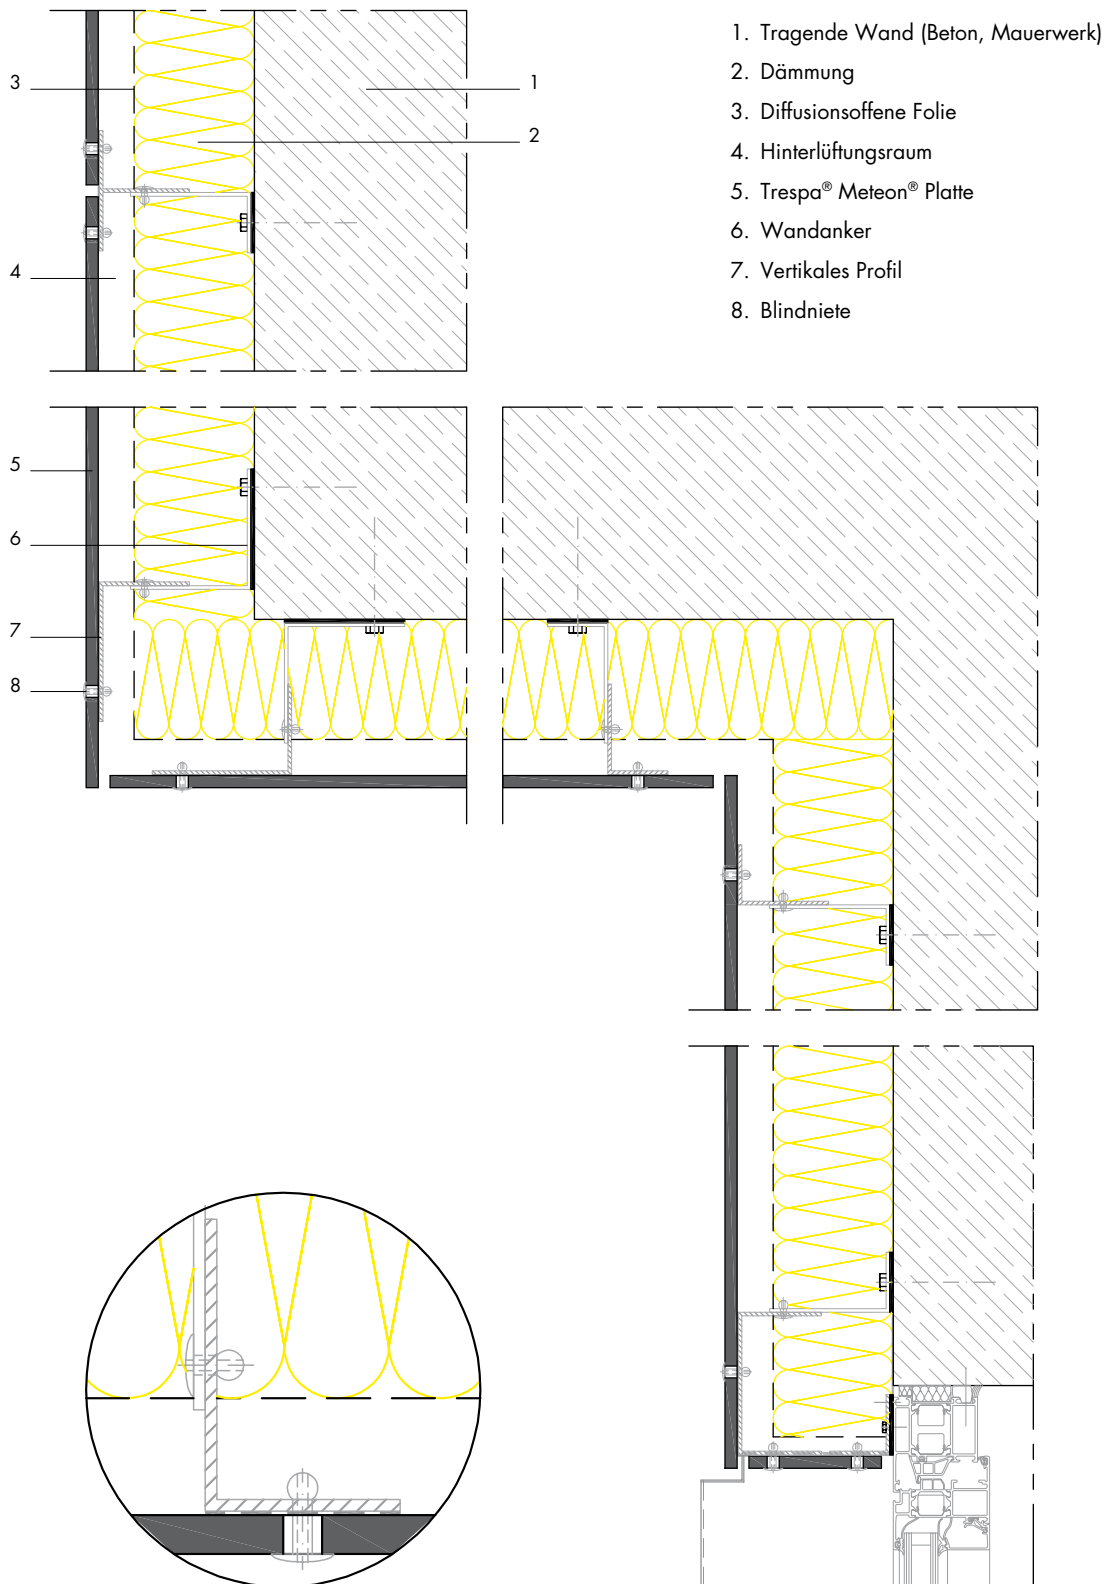 1. Tragende Wand (Beton, Mauerwerk)
2. Dämmung
3. Diffusionsoffene Folie
4. Hinterlüftungsraum
5. Trespa® Meteon® Platte
6. Wandanker
7. Vertikales Profil
8. Blindniete
3
1
2
4
5
6
7
8